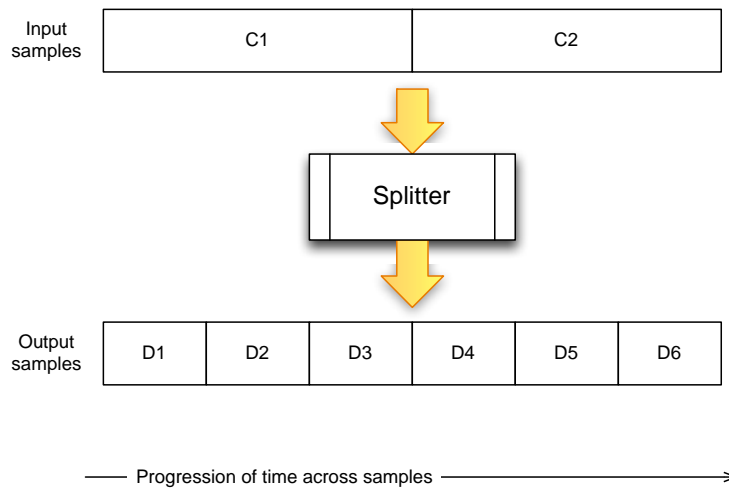 Input
samples
C1
C2
Splitter
Output
samples
D1
D2
D3
D4
D5
D6
Progression of time across samples